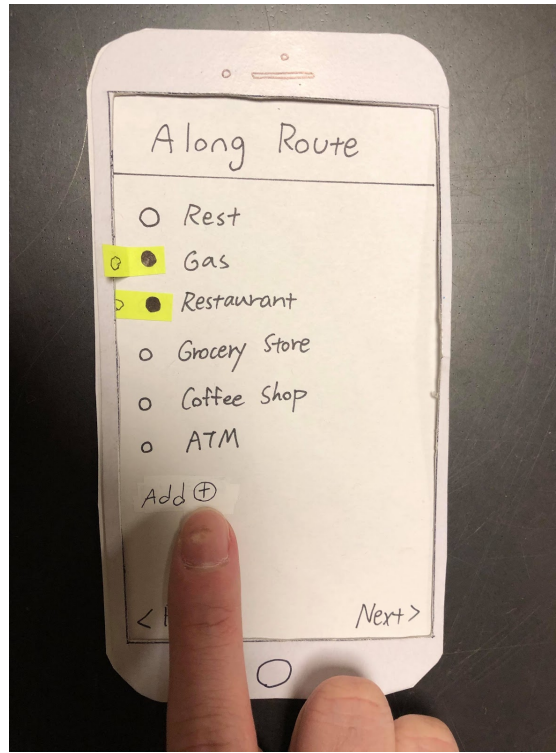 Along Route
Rest
Gas
Restaurant
Grocery Store
Coffee Shop
ATM
Add +
< Next >